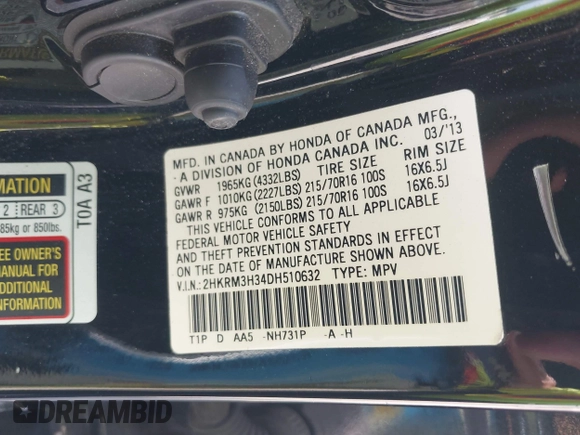 MFD. IN CANADA BY HONDA OF CANADA MFG.,
-A DIVISION OF HONDA CANADA INC. 03/'13
GVWR 1965KG (4332LBS) TIRE SIZE RIM SIZE
GAWR F 1010KG (2227LBS) 215/70R16 100S 16X6.5J
GAWR R 975KG (2150LBS) 215/70R16 100S 16X6.5J
THIS VEHICLE CONFORMS TO ALL APPLICABLE
FEDERAL MOTOR VEHICLE SAFETY
AND THEFT PREVENTION STANDARDS IN EFFECT
ON THE DATE OF MANUFACTURE SHOWN ABOVE.
V.I.N.: 2HKRM3H34DH510632 TYPE: MPV
T1P D AA5 -NH731P -A -H
MATION
2 REAR 3
85kg or 850lbs.
EE OWNER'S
MANUAL FOR
ADDITIONAL
INFORMATION
T0A A3
DREAMBID